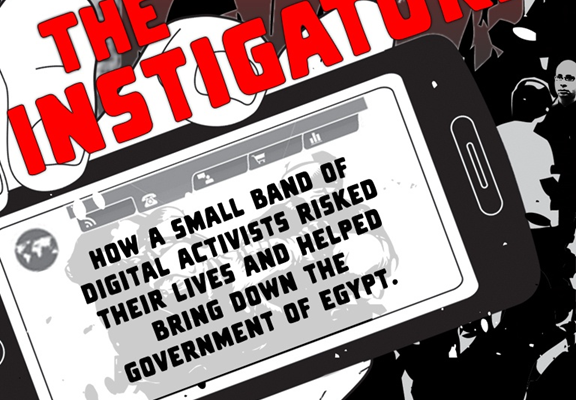 THE
INSTIGATOR
HOW A SMALL BAND OF
DIGITAL ACTIVISTS RISKED
THEIR LIVES AND HELPED
BRING DOWN THE
GOVERNMENT OF EGYPT.